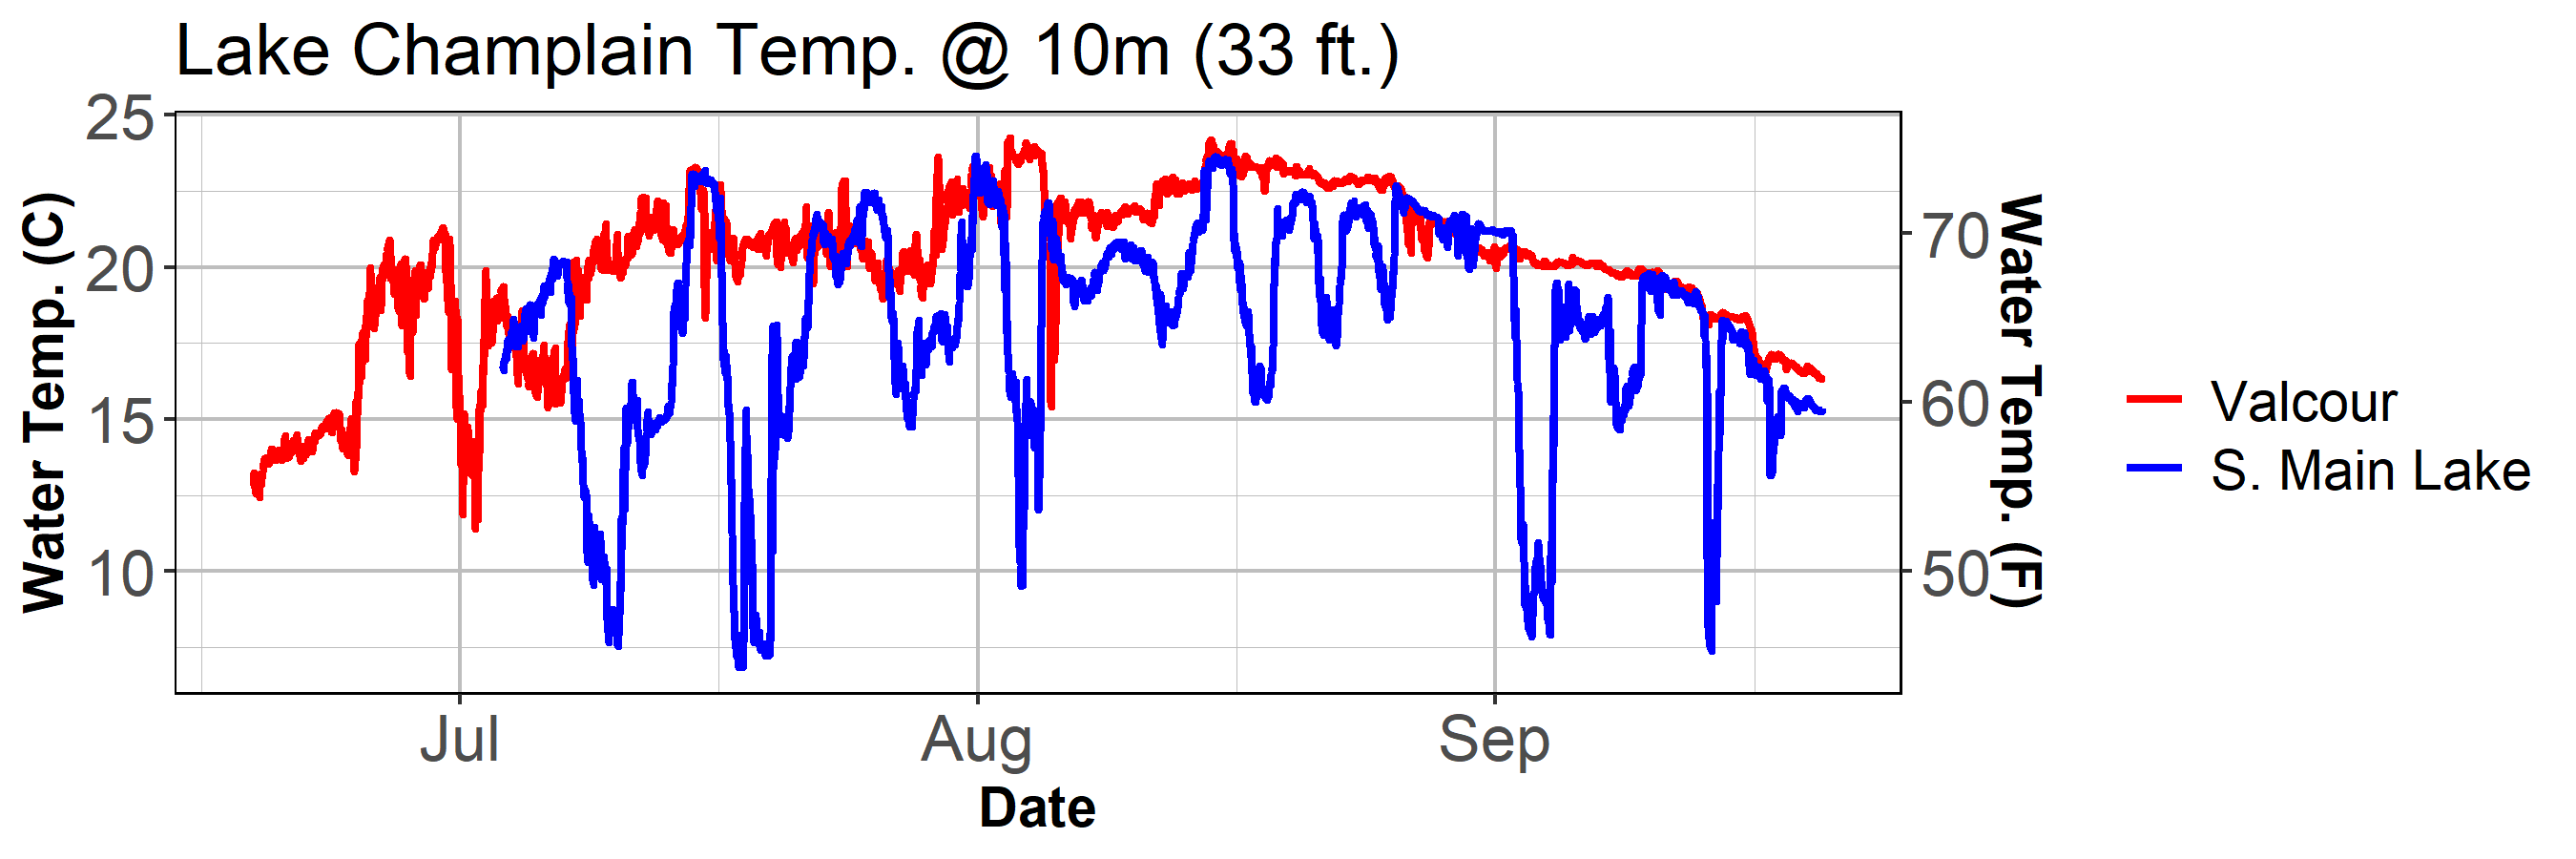 Lake Champlain Temp. @ 10m (33 ft.)
Water Temp. (C)
25
20
15
10
70
60
50
Water Temp. (F)
Jul
Aug
Sep
Date
Valcour
S. Main Lake